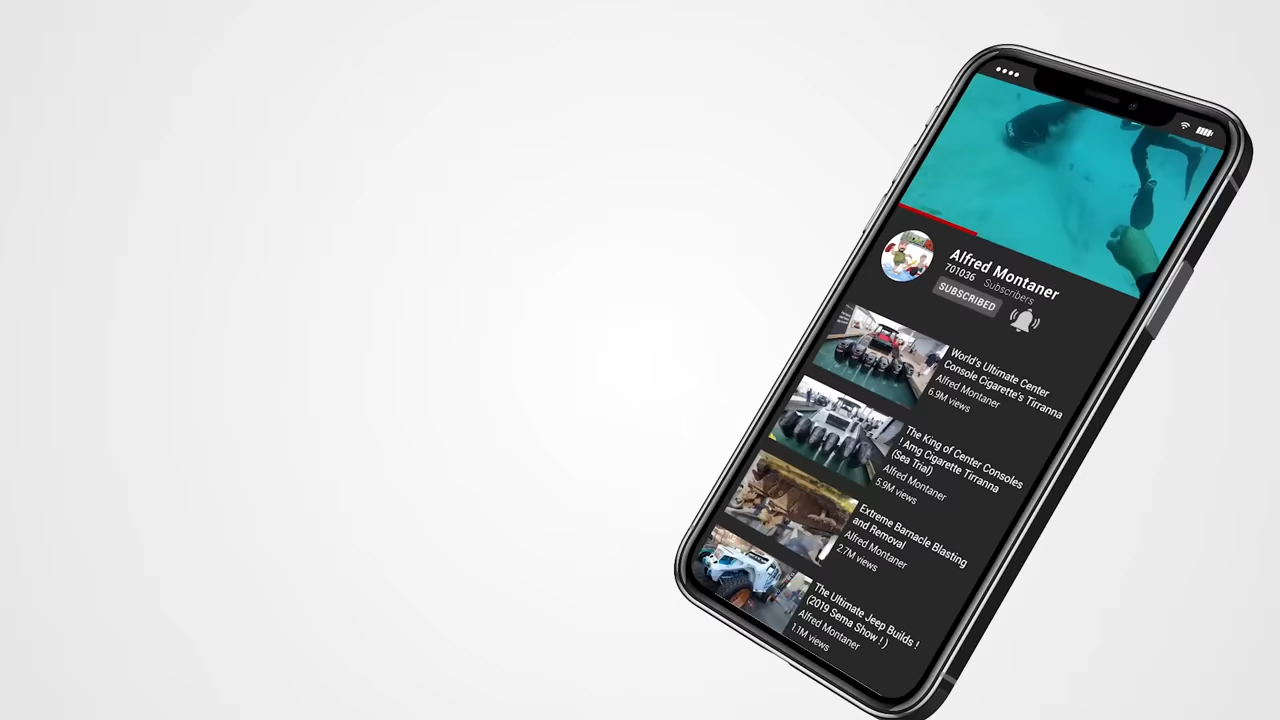 Alfred Montaner
701036 Subscribers
SUBSCRIBED
World's Ultimate Center
Console Cigarette's Tirranna
Alfred Montaner
6.9M views
The King of Center Consoles
! Amg Cigarette Tirranna
(Sea Trial)
Alfred Montaner
5.9M views
Extreme Barnacle Blasting
and Removal
Alfred Montaner
2.7M views
The Ultimate Jeep Builds !
(2019 Sema Show ! )
Alfred Montaner
1.1M views